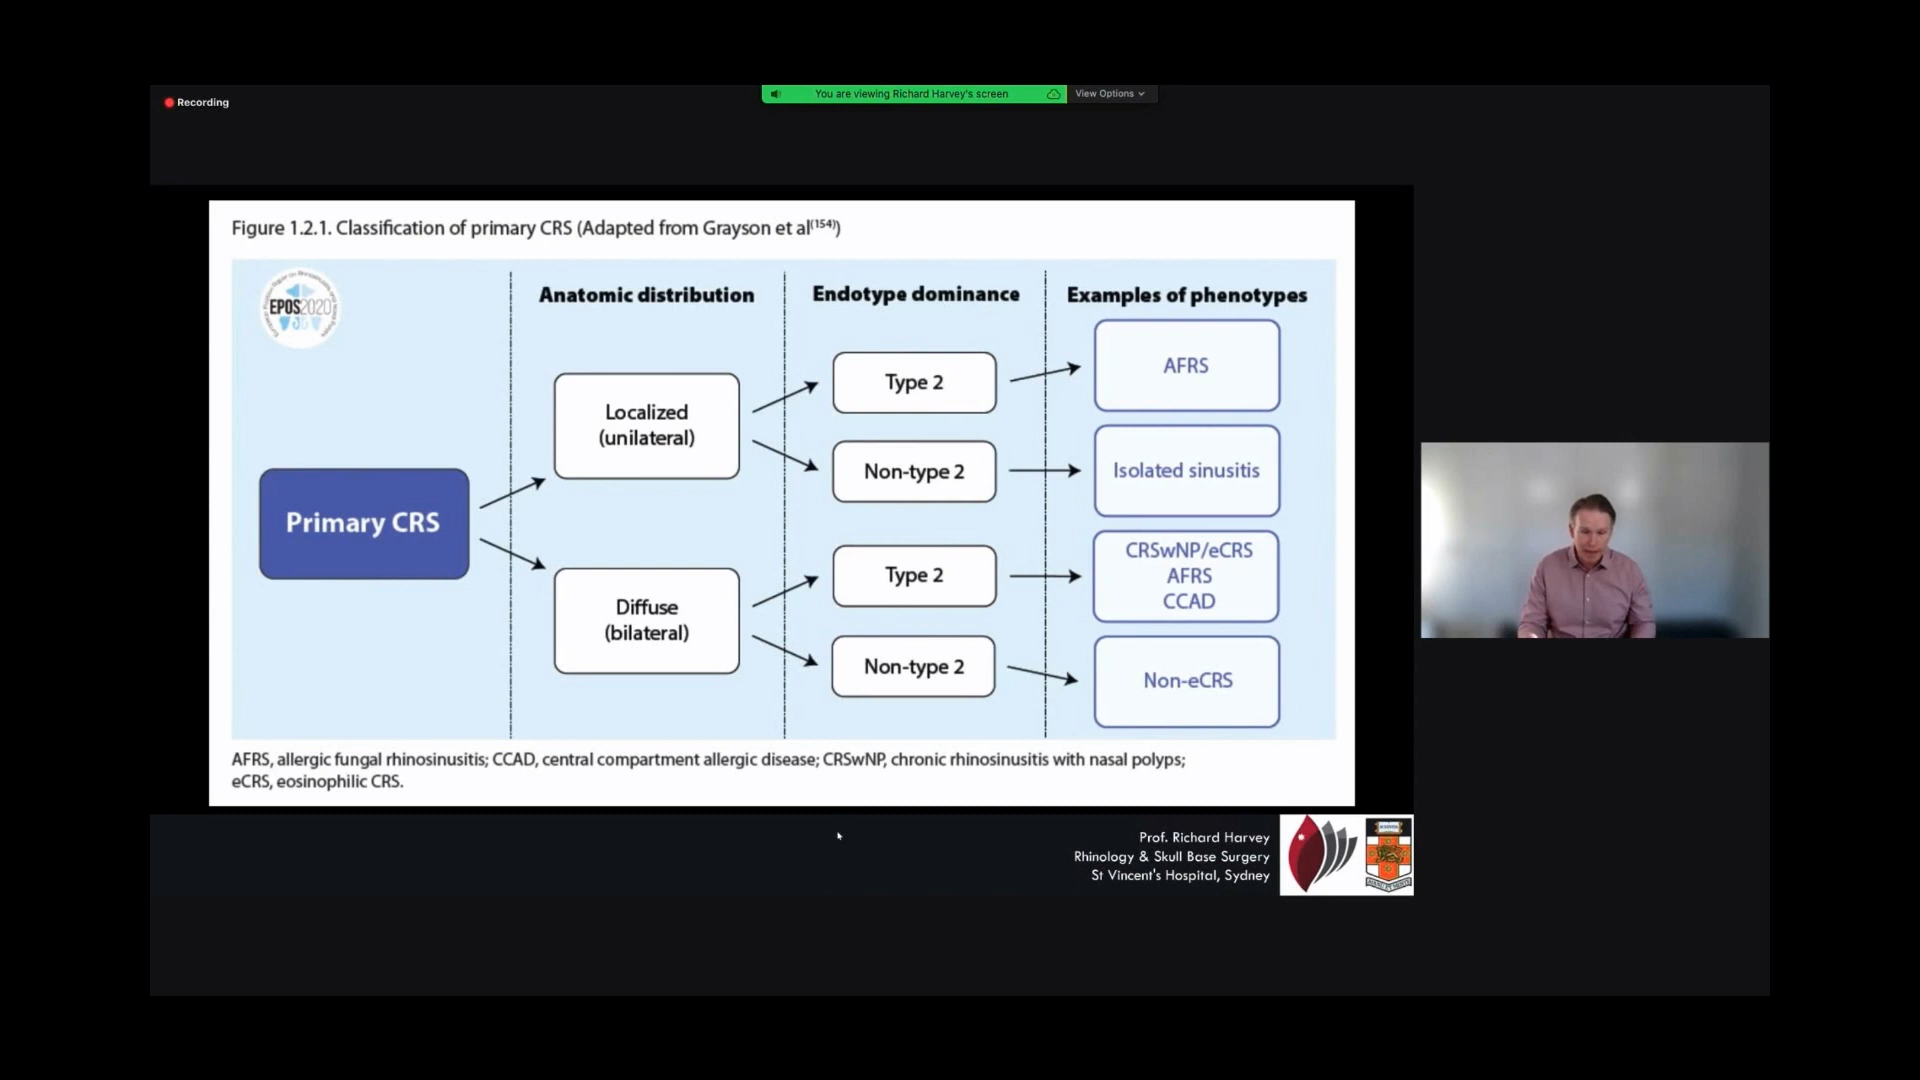 Recording
You are viewing Richard Harvey's screen
View Options
Figure 1.2.1. Classification of primary CRS (Adapted from Grayson et al(154))
EPOS2020
Anatomic distribution
Endotype dominance
Examples of phenotypes
Primary CRS
Localized
(unilateral)
Diffuse
(bilateral)
Type 2
Non-type 2
Type 2
Non-type 2
AFRS
Isolated sinusitis
CRSwNP/eCRS
AFRS
CCAD
Non-eCRS
AFRS, allergic fungal rhinosinusitis; CCAD, central compartment allergic disease; CRSwNP, chronic rhinosinusitis with nasal polyps;
eCRS, eosinophilic CRS.
Prof. Richard Harvey
Rhinology & Skull Base Surgery
St Vincent's Hospital, Sydney